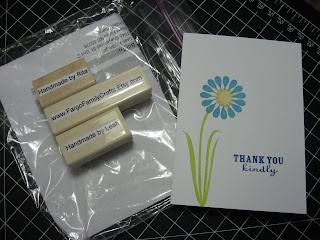 Handmade by Rita
www.FargoFamilyCrafts.Etsy.com
Handmade by Leah
THANK YOU
kindly